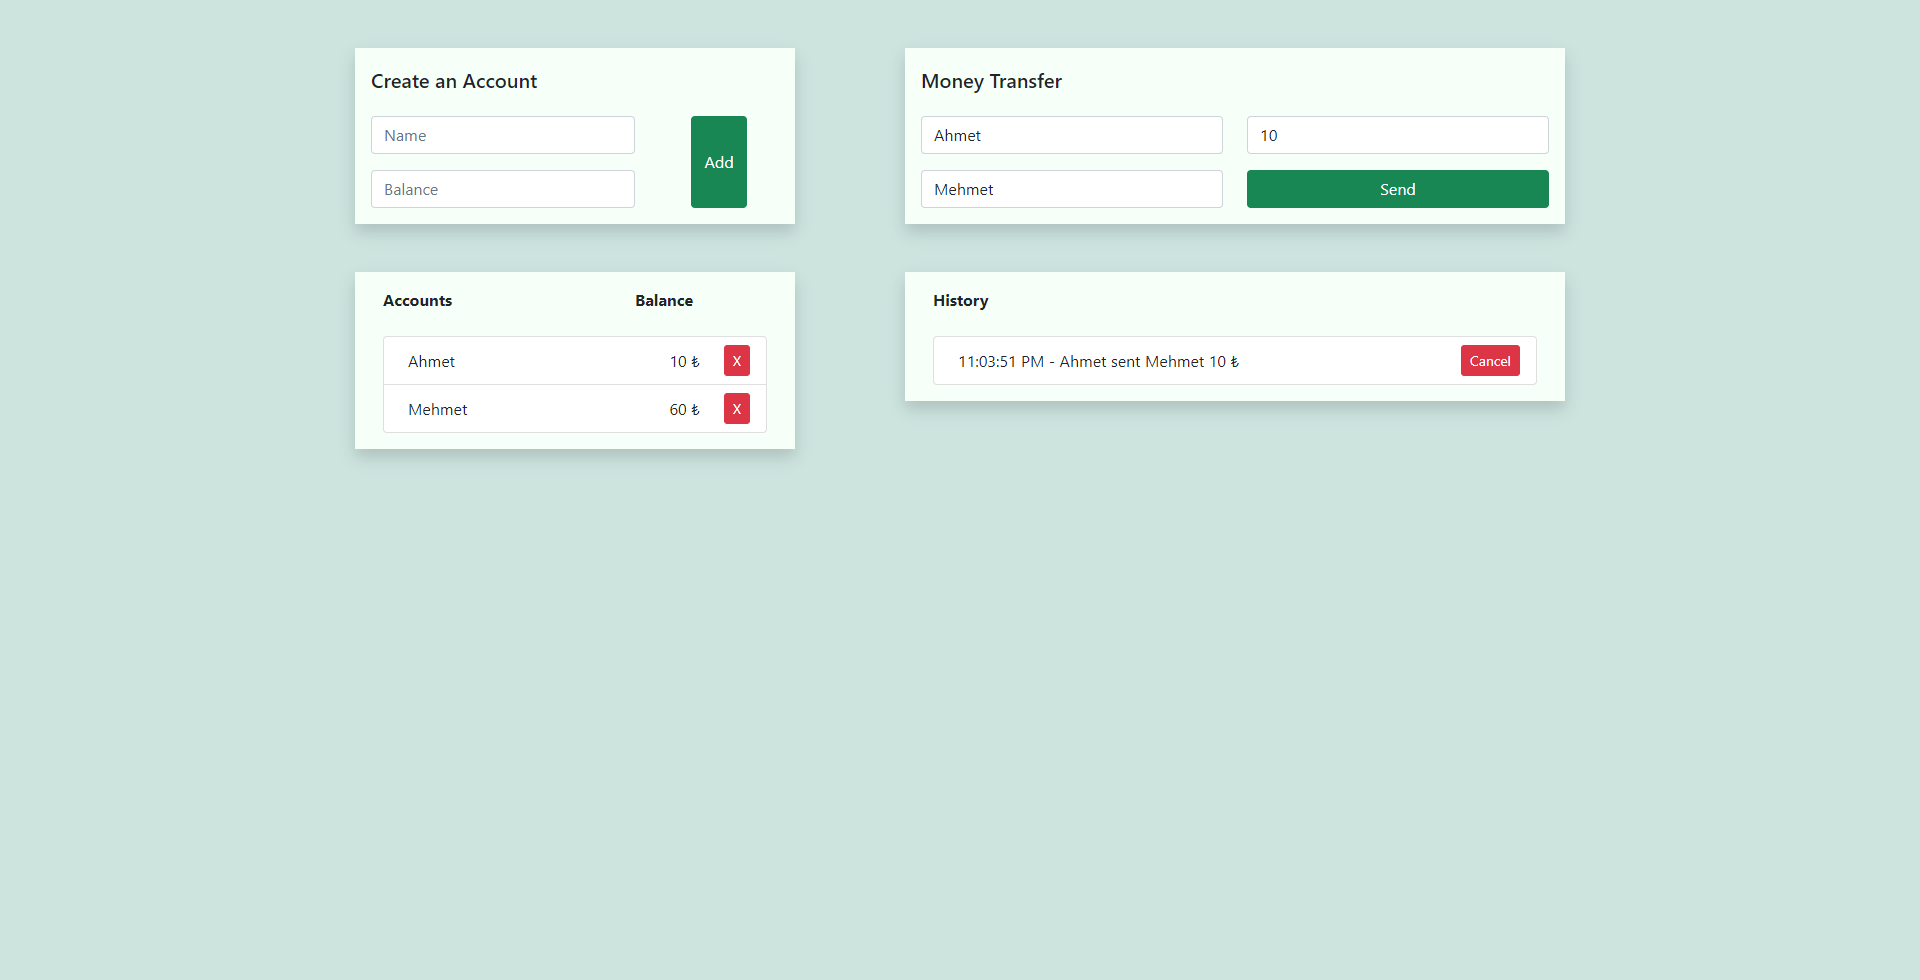 Create an Account
Name
Balance
Add
Money Transfer
Ahmet
10
Mehmet
Send
Accounts Balance
Ahmet 10 ₺ X
Mehmet 60 ₺ X
History
11:03:51 PM - Ahmet sent Mehmet 10 ₺ Cancel